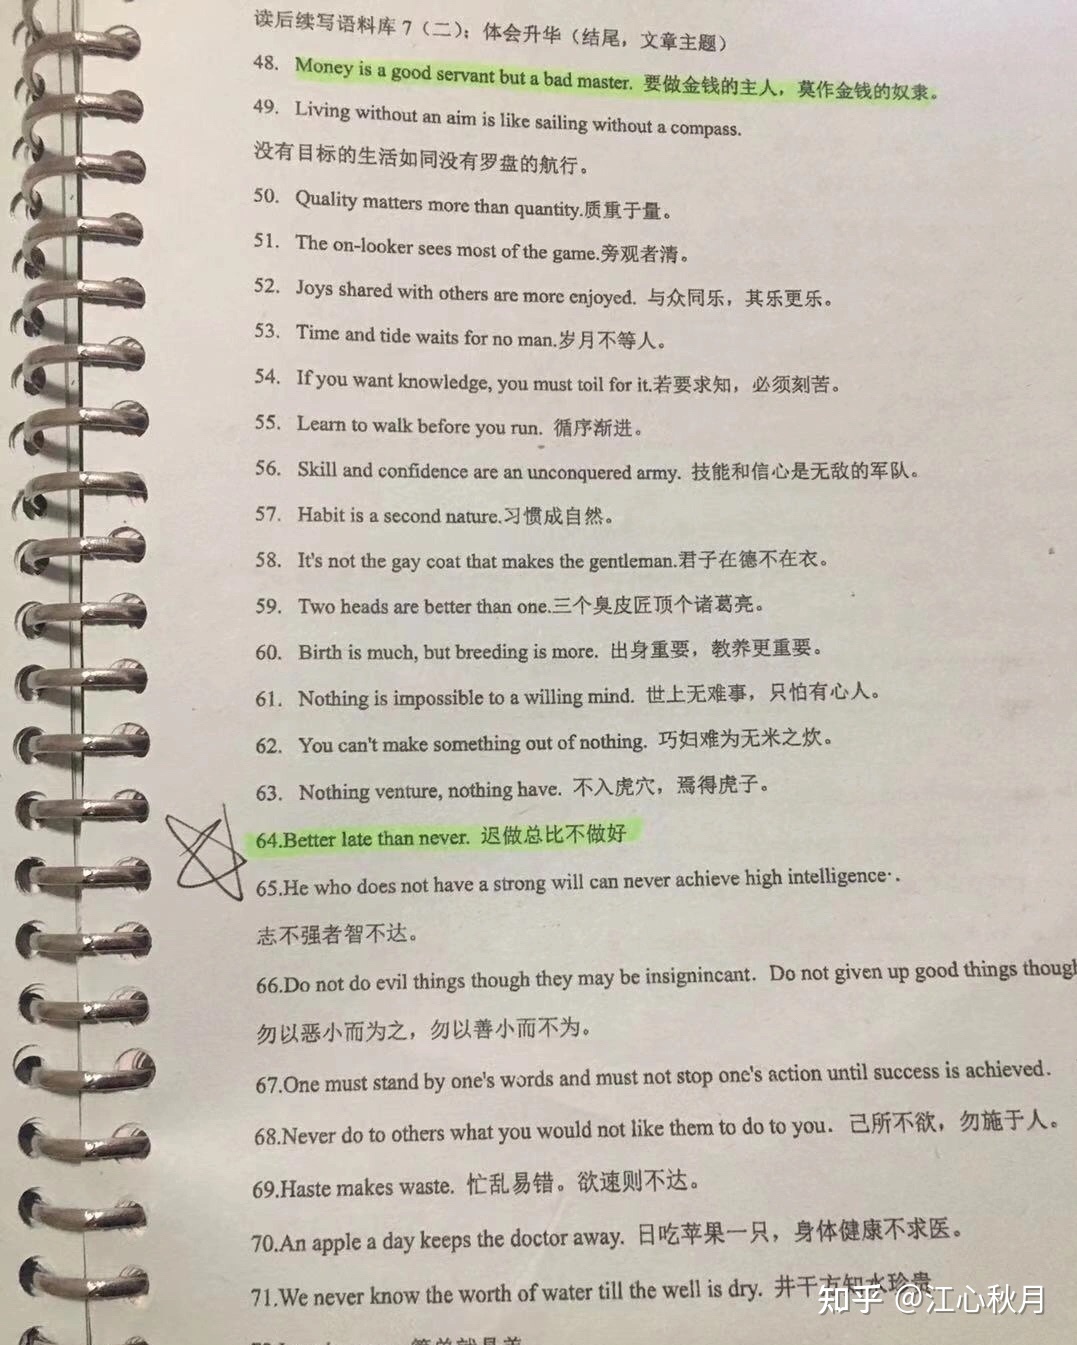 读后续写语料库 7（二）：体会升华（结尾，文章主题）
48. Money is a good servant but a bad master. 要做金钱的主人，莫作金钱的奴隶。
49. Living without an aim is like sailing without a compass.
没有目标的生活如同没有罗盘的航行。
50. Quality matters more than quantity.质重于量。
51. The on-looker sees most of the game.旁观者清。
52. Joys shared with others are more enjoyed. 与众同乐，其乐更乐。
53. Time and tide waits for no man.岁月不等人。
54. If you want knowledge, you must toil for it.若要求知，必须刻苦。
55. Learn to walk before you run. 循序渐进。
56. Skill and confidence are an unconquered army. 技能和信心是无敌的军队。
57. Habit is a second nature.习惯成自然。
58. It's not the gay coat that makes the gentleman.君子在德不在衣。
59. Two heads are better than one.三个臭皮匠顶个诸葛亮。
60. Birth is much, but breeding is more. 出身重要，教养更重要。
61. Nothing is impossible to a willing mind. 世上无难事，只怕有心人。
62. You can't make something out of nothing. 巧妇难为无米之炊。
63. Nothing venture, nothing have. 不入虎穴，焉得虎子。
64.Better late than never. 迟做总比不做好
65.He who does not have a strong will can never achieve high intelligence·.
志不强者智不达。
66.Do not do evil things though they may be insignincant. Do not given up good things though
勿以恶小而为之，勿以善小而不为。
67.One must stand by one's words and must not stop one's action until success is achieved.
68.Never do to others what you would not like them to do to you. 己所不欲，勿施于人。
69.Haste makes waste. 忙乱易错。欲速则不达。
70.An apple a day keeps the doctor away. 日吃苹果一只，身体健康不求医。
71.We never know the worth of water till the well is dry. 井干方知水珍贵
知乎 @江心秋月